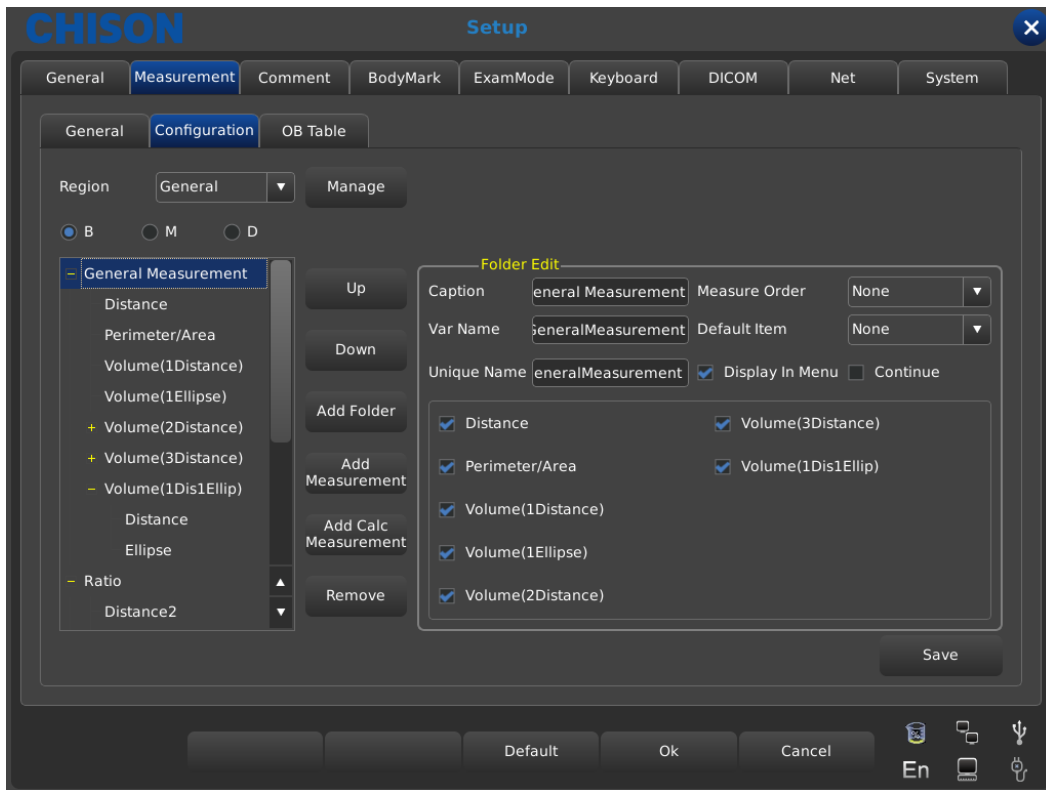 CHISON
Setup
General Measurement Comment BodyMark ExamMode Keyboard DICOM Net System
General Configuration OB Table
Region General Manage
B M D
General Measurement
Distance
Perimeter/Area
Volume(1Distance)
Volume(1Ellipse)
+ Volume(2Distance)
+ Volume(3Distance)
− Volume(1Dis1Ellip)
Distance
Ellipse
− Ratio
Distance2
Up
Down
Add Folder
Add
Measurement
Add Calc
Measurement
Remove
Folder Edit
Caption eneral Measurement Measure Order None
Var Name GeneralMeasurement Default Item None
Unique Name eneralMeasurement Display In Menu Continue
Distance Volume(3Distance)
Perimeter/Area Volume(1Dis1Ellip)
Volume(1Distance)
Volume(1Ellipse)
Volume(2Distance)
Save
Default Ok Cancel
En